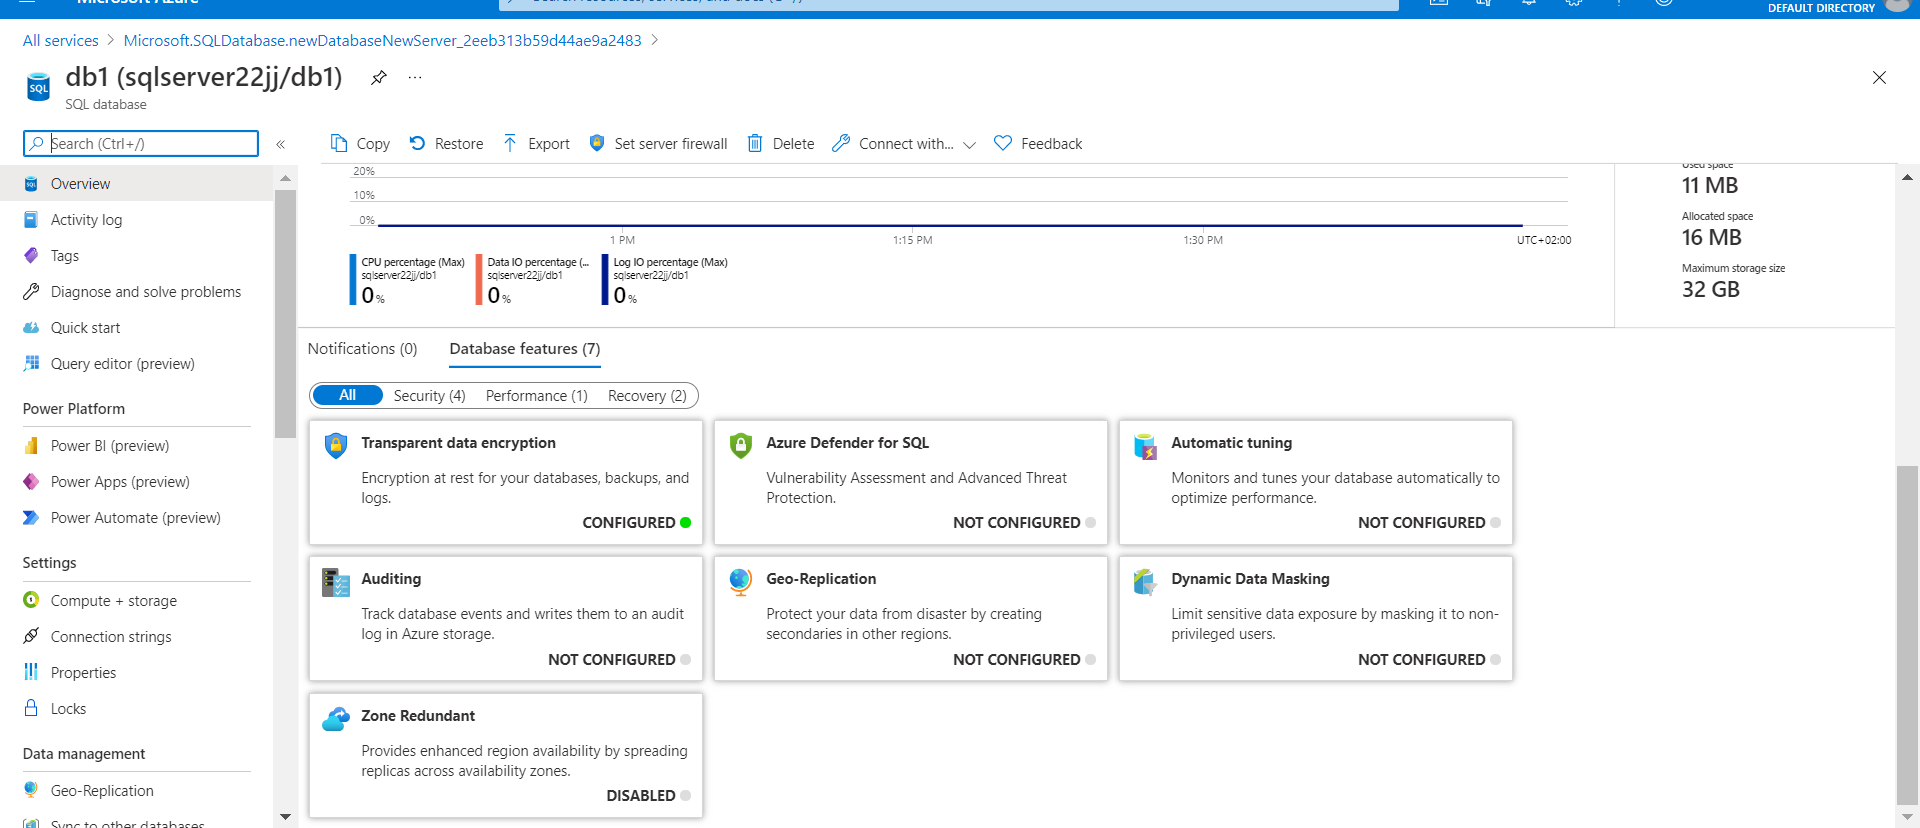 Microsoft Azure
DEFAULT DIRECTORY
All services > Microsoft.SQLDatabase.newDatabaseNewServer_2eeb313b59d44ae9a2483 >
db1 (sqlserver22jj/db1)
SQL database
Search (Ctrl+/)
Copy
Restore
Export
Set server firewall
Delete
Connect with...
Feedback
Overview
Activity log
Tags
Diagnose and solve problems
Quick start
Query editor (preview)
Power Platform
Power BI (preview)
Power Apps (preview)
Power Automate (preview)
Settings
Compute + storage
Connection strings
Properties
Locks
Data management
Geo-Replication
Sync to other databases
20%
10%
0%
1 PM
1:15 PM
1:30 PM
UTC+02:00
CPU percentage (Max)
sqlserver22jj/db1
0 %
Data IO percentage (...
sqlserver22jj/db1
0 %
Log IO percentage (Max)
sqlserver22jj/db1
0 %
Used space
11 MB
Allocated space
16 MB
Maximum storage size
32 GB
Notifications (0)
Database features (7)
All
Security (4)
Performance (1)
Recovery (2)
Transparent data encryption
Encryption at rest for your databases, backups, and
logs.
CONFIGURED
Azure Defender for SQL
Vulnerability Assessment and Advanced Threat
Protection.
NOT CONFIGURED
Automatic tuning
Monitors and tunes your database automatically to
optimize performance.
NOT CONFIGURED
Auditing
Track database events and writes them to an audit
log in Azure storage.
NOT CONFIGURED
Geo-Replication
Protect your data from disaster by creating
secondaries in other regions.
NOT CONFIGURED
Dynamic Data Masking
Limit sensitive data exposure by masking it to non-
privileged users.
NOT CONFIGURED
Zone Redundant
Provides enhanced region availability by spreading
replicas across availability zones.
DISABLED